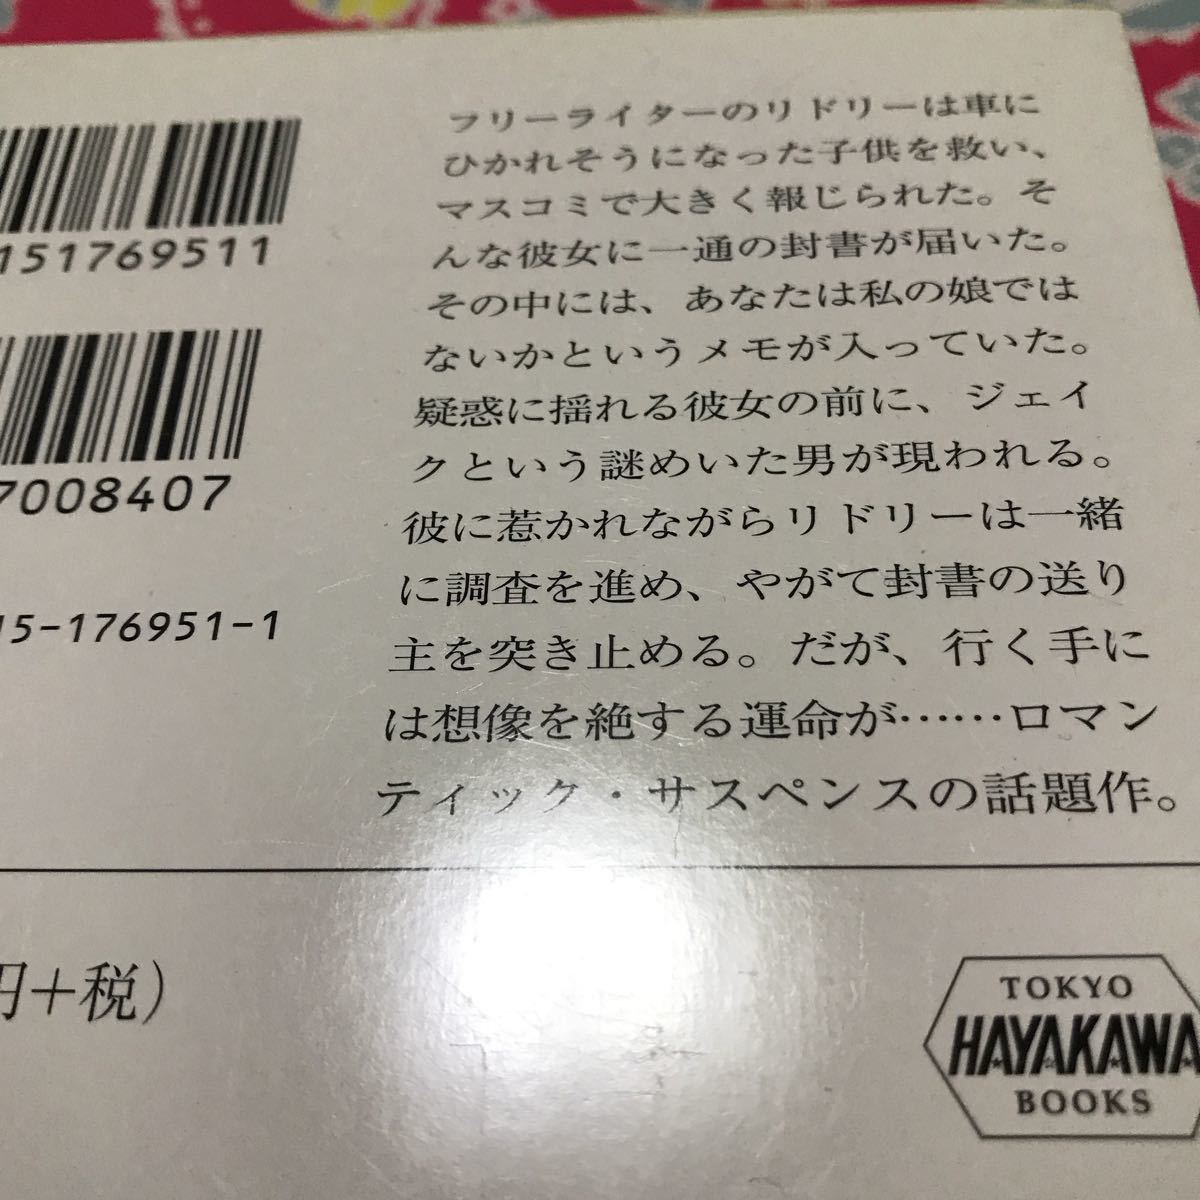 151769511
7008407
15-176951-1
フリーライターのリドリーは車に
ひかれそうになった子供を救い、
マスコミで大きく報じられた。そ
んな彼女に一通の封書が届いた。
その中には、あなたは私の娘では
ないかというメモが入っていた。
疑惑に揺れる彼女の前に、ジェイ
クという謎めいた男が現われる。
彼に惹かれながらリドリーは一緒
に調査を進め、やがて封書の送り
主を突き止める。だが、行く手に
は想像を絶する運命が……ロマン
ティック・サスペンスの話題作。
円+税)
TOKYO
HAYAKAWA
BOOKS